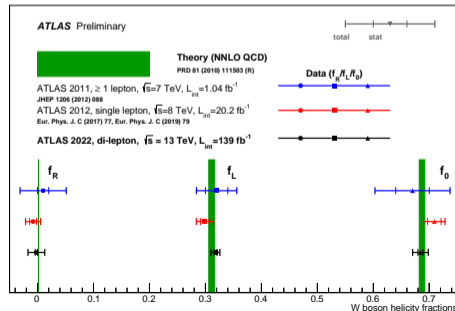 ATLAS Preliminary
total stat
Theory (NNLO QCD)
PRD 81 (2010) 111503 (R)
ATLAS 2011, ≥ 1 lepton, √s=7 TeV, L_int=1.04 fb⁻¹
Data (f_R/f_L/f_0)
JHEP 1206 (2012) 088
ATLAS 2012, single lepton, √s=8 TeV, L_int=20.2 fb⁻¹
Eur. Phys. J. C (2017) 77, Eur. Phys. J. C (2019) 79
ATLAS 2022, di-lepton, √s = 13 TeV, L_int=139 fb⁻¹
f_R f_L f_0
0 0.1 0.2 0.3 0.4 0.5 0.6 0.7
W boson helicity fractions